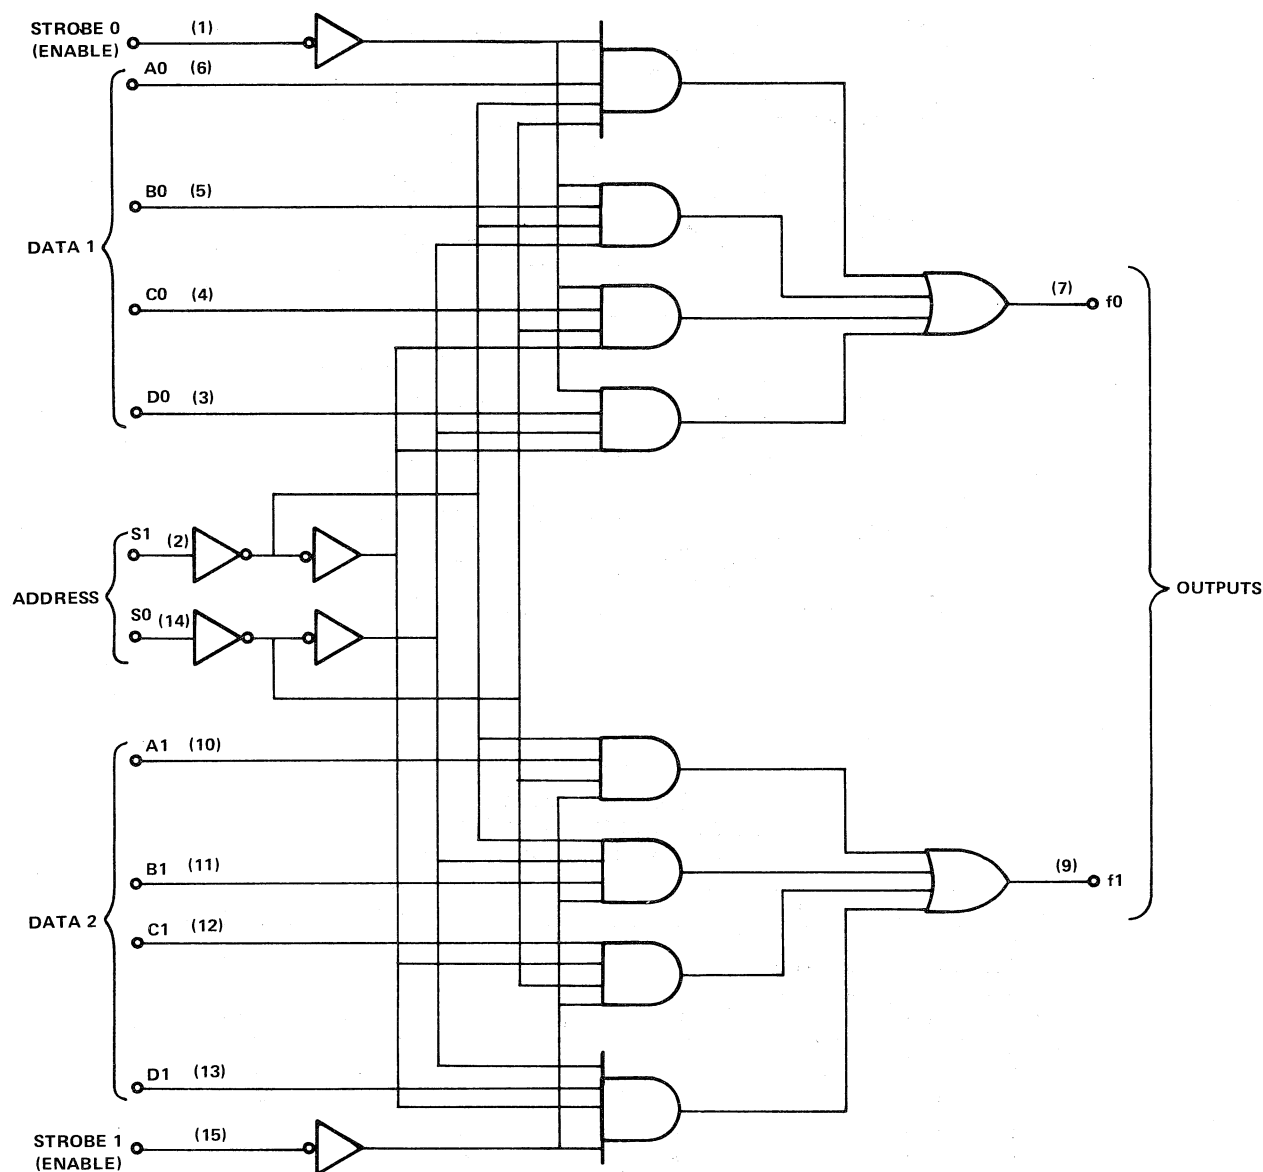 STROBE 0 (1)
(ENABLE)
A0 (6)
B0 (5)
DATA 1
C0 (4)
(7) f0
D0 (3)
S1 (2)
ADDRESS
OUTPUTS
S0 (14)
A1 (10)
B1 (11)
(9) f1
DATA 2
C1 (12)
D1 (13)
STROBE 1 (15)
(ENABLE)